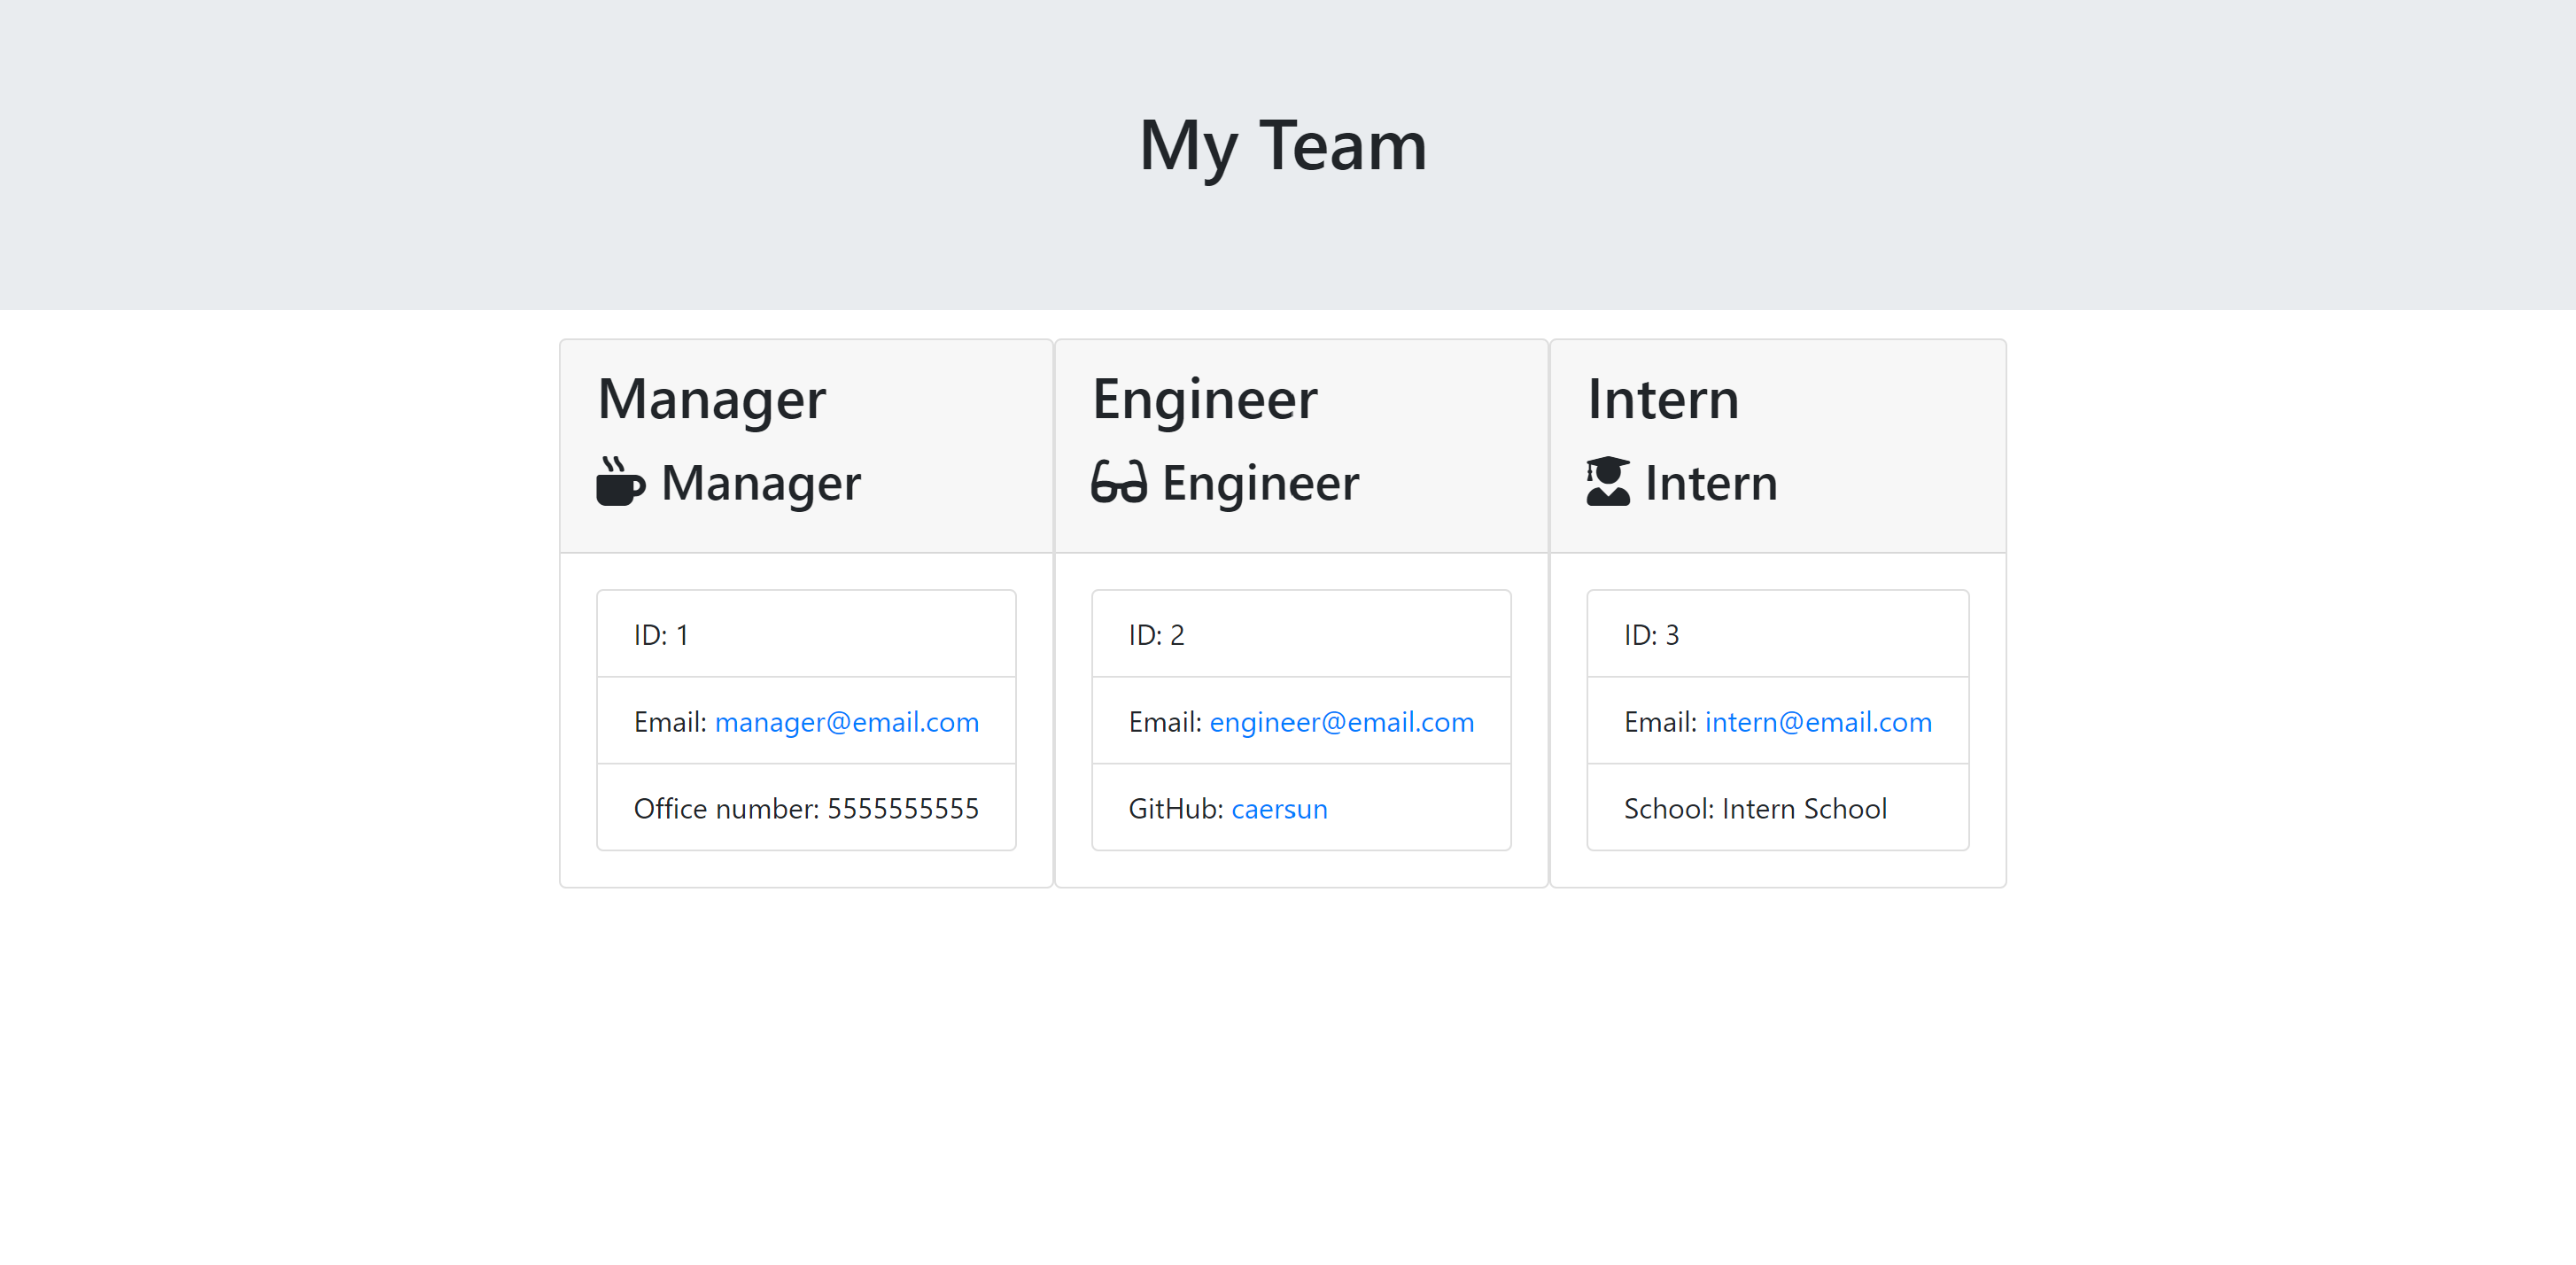 My Team
Manager
Manager
ID: 1
Email: manager@email.com
Office number: 5555555555
Engineer
Engineer
ID: 2
Email: engineer@email.com
GitHub: caersun
Intern
Intern
ID: 3
Email: intern@email.com
School: Intern School